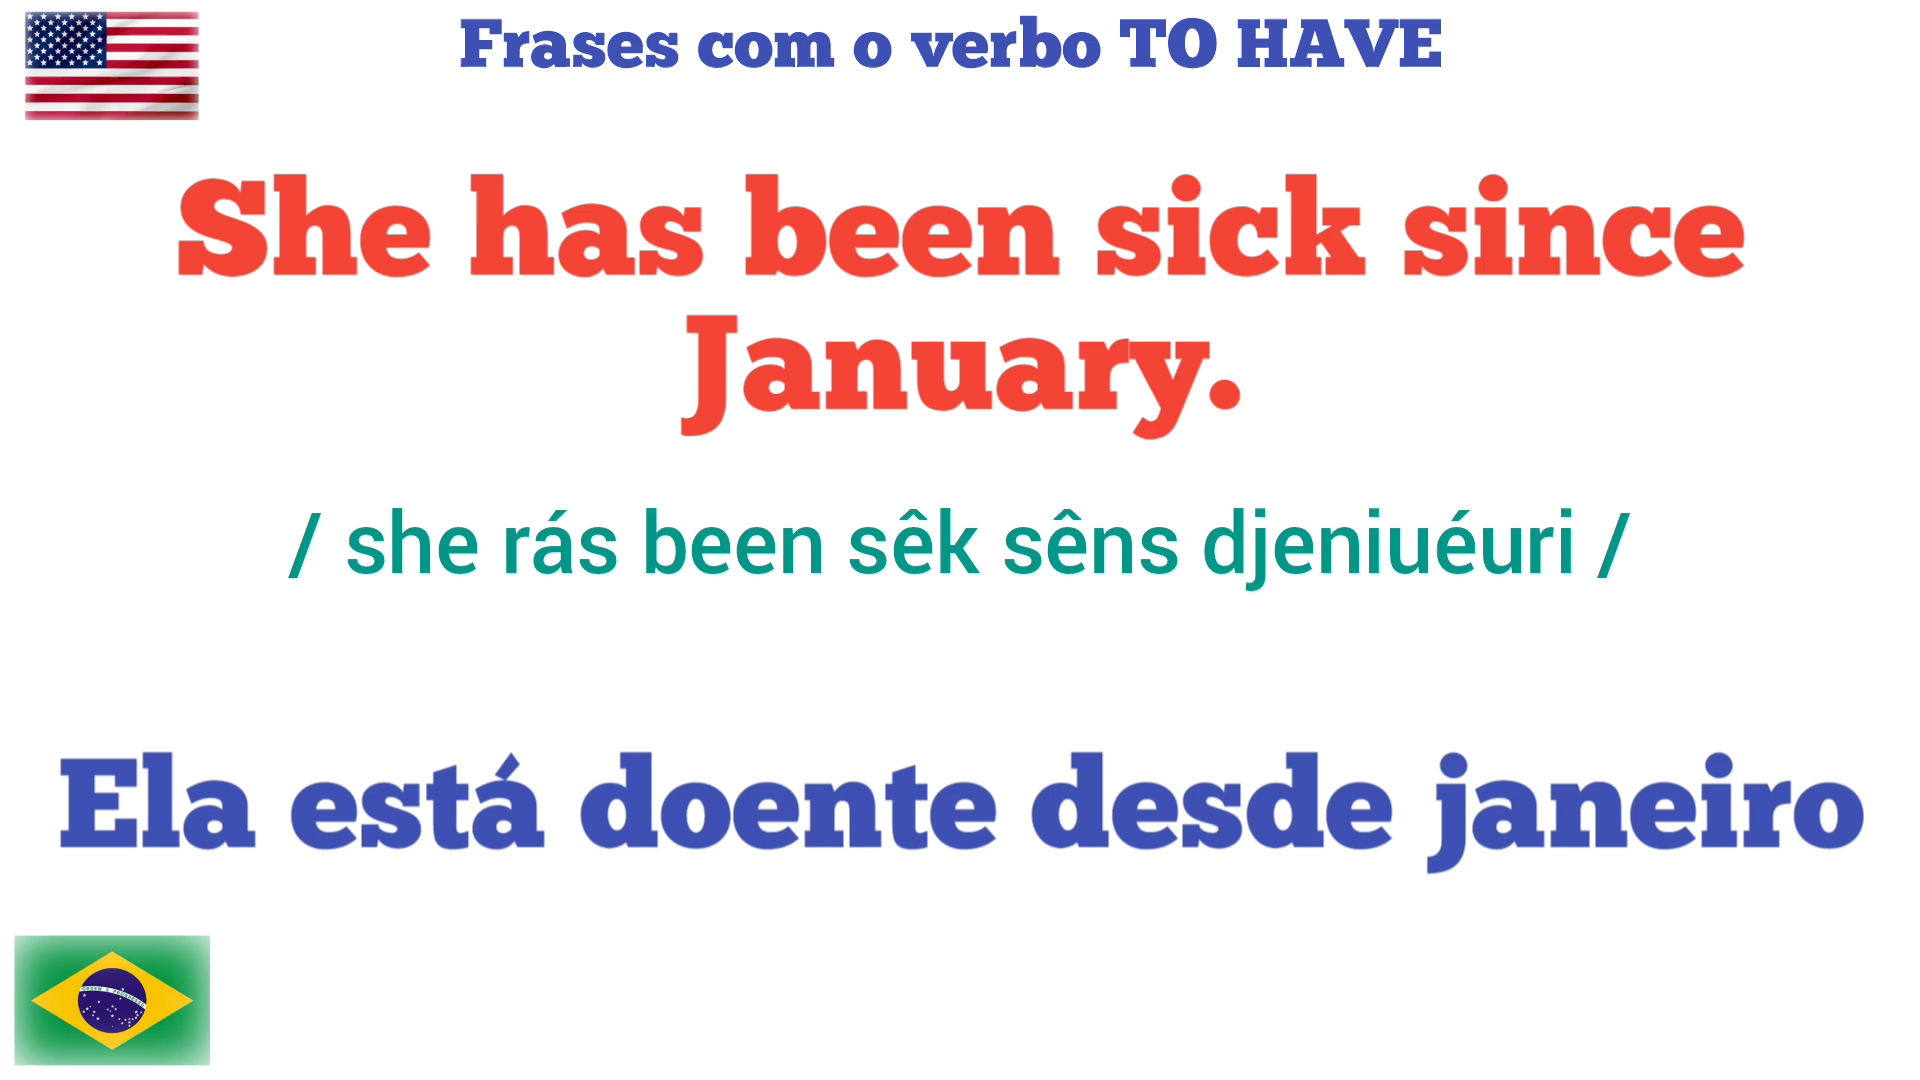 Frases com o verbo TO HAVE
She has been sick since
January.
/ she rás been sêk sêns djeniuéuri /
Ela está doente desde janeiro